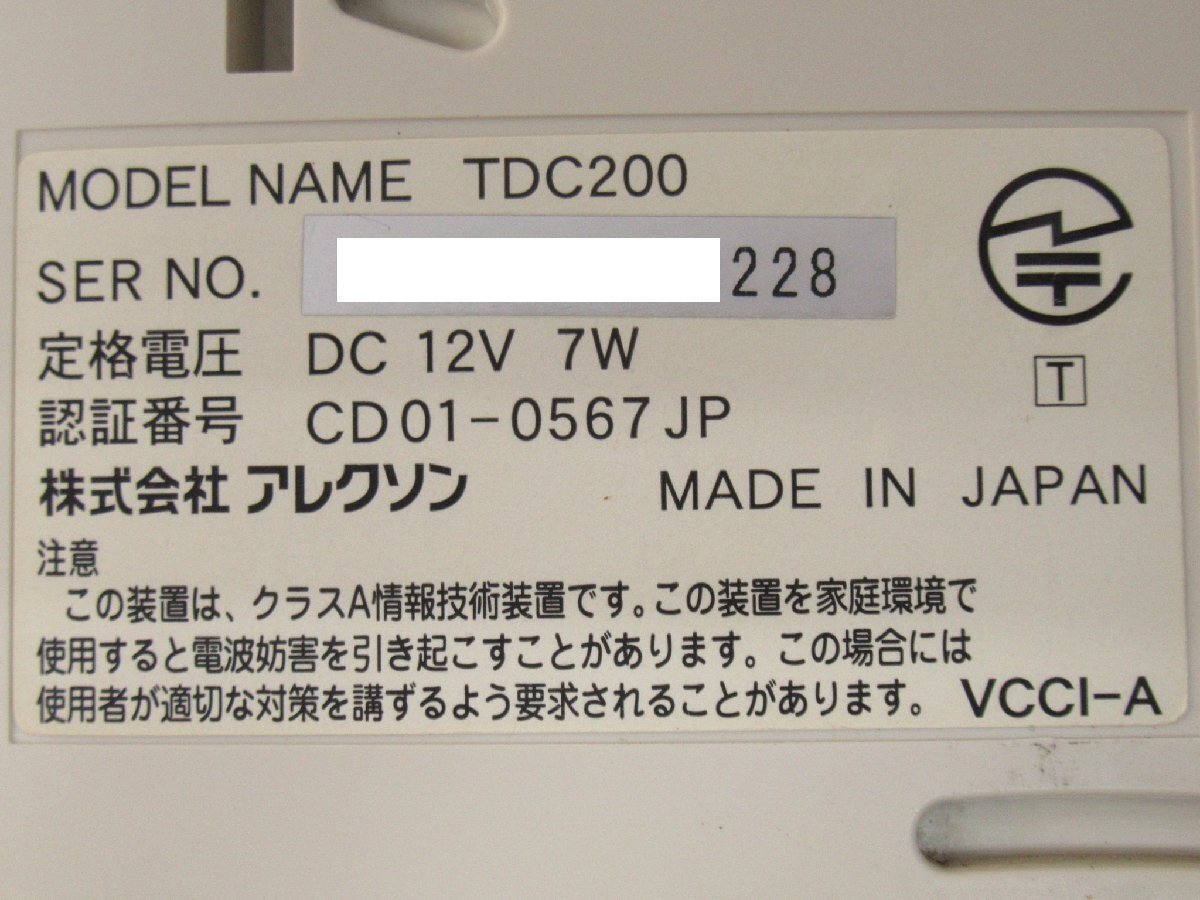 MODEL NAME TDC200
SER NO. 228
定格電圧 DC 12V 7W
認証番号 CD01-0567JP
T
株式会社 アレクソン MADE IN JAPAN
注意
この装置は、クラスA情報技術装置です。この装置を家庭環境で
使用すると電波妨害を引き起こすことがあります。この場合には
使用者が適切な対策を講ずるよう要求されることがあります。 VCCI-A